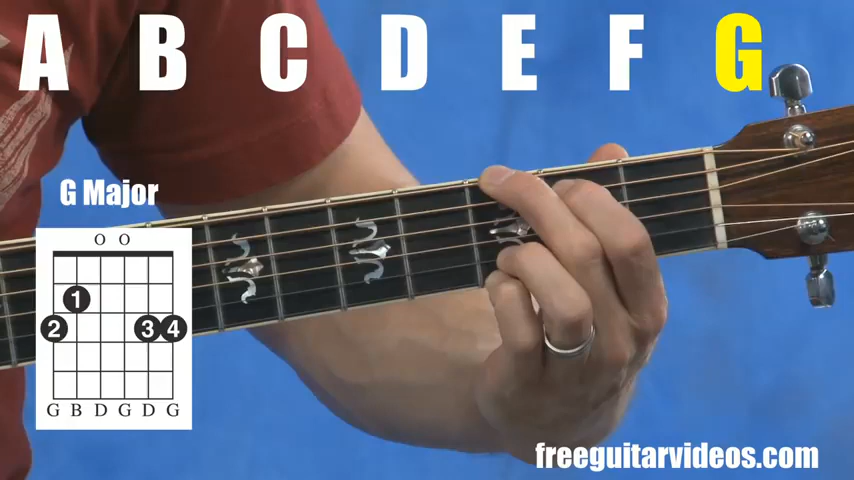 A B C D E F G
G Major
O O
1
2 3 4
G B D G D G
freeguitarvideos.com